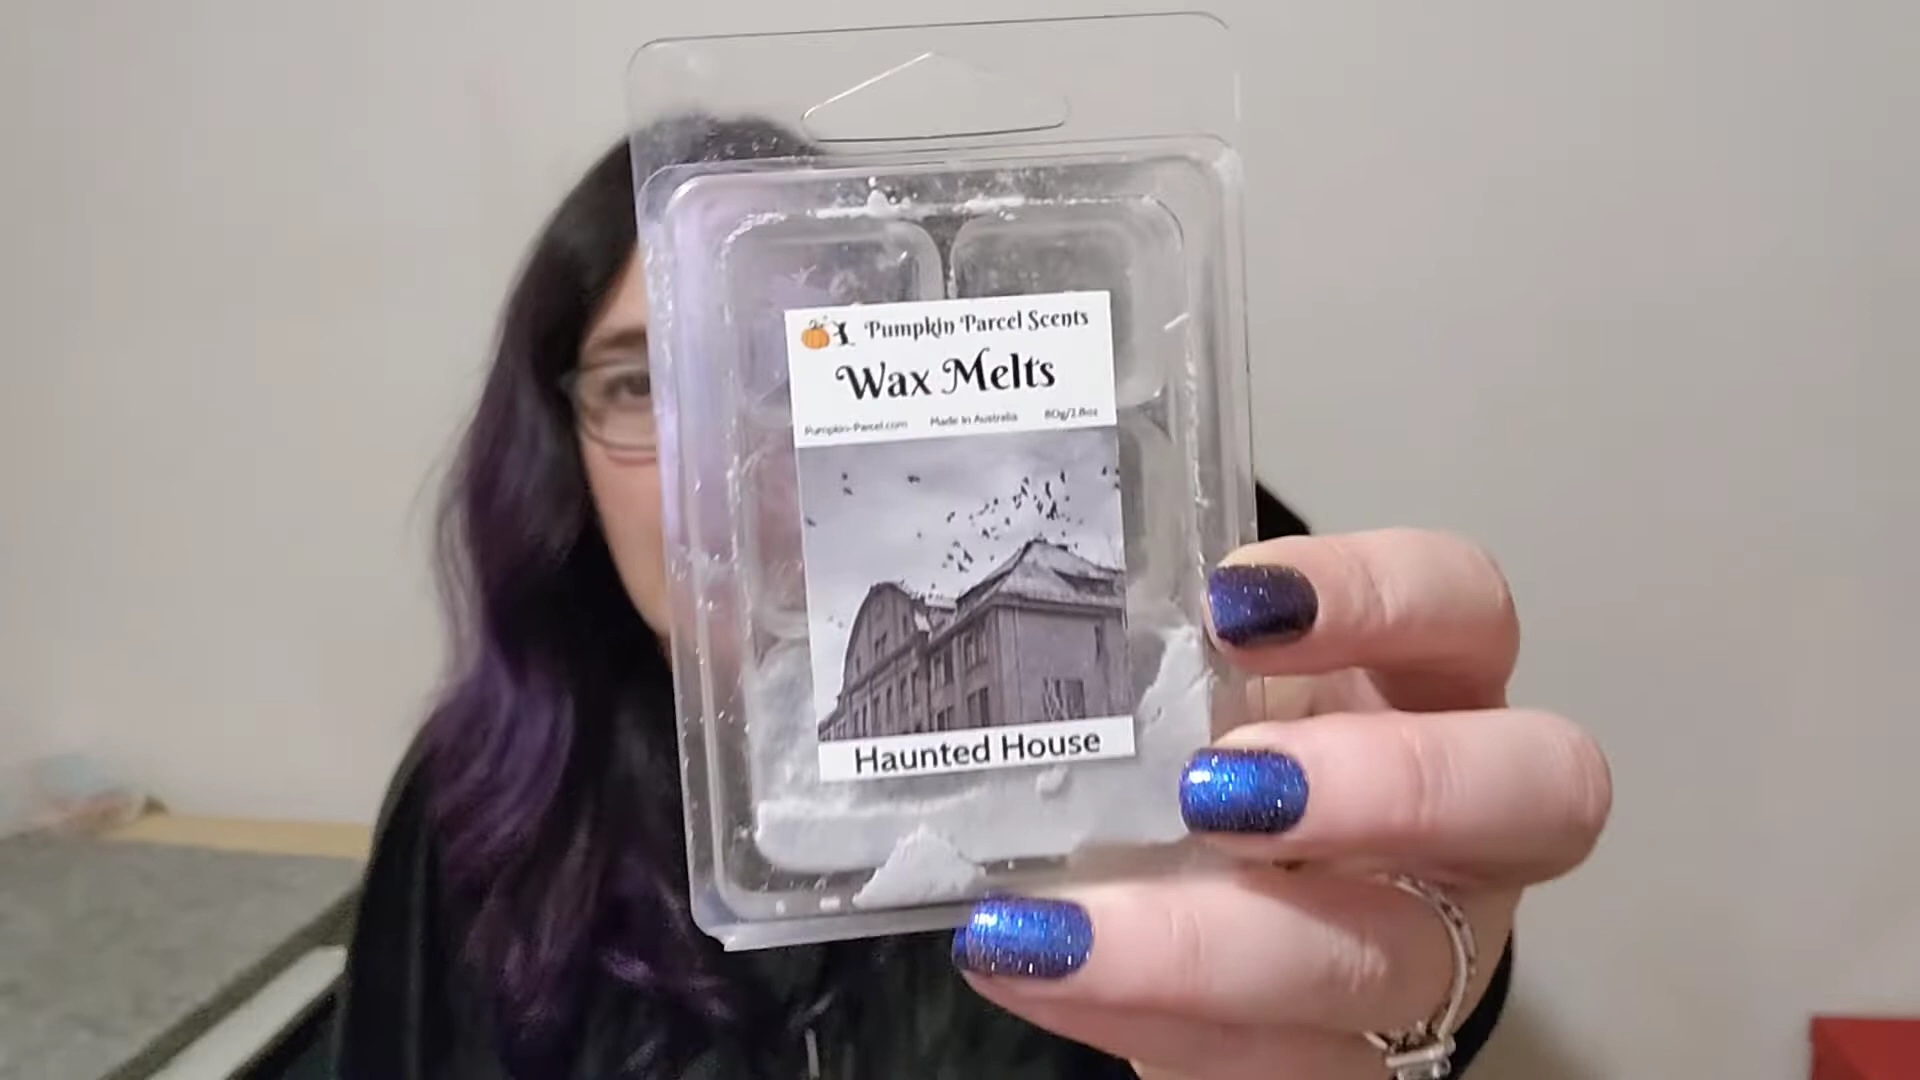 Pumpkin Parcel Scents
Wax Melts
Pumpkin-Parcel.com Made In Australia 80g/2.8oz
Haunted House